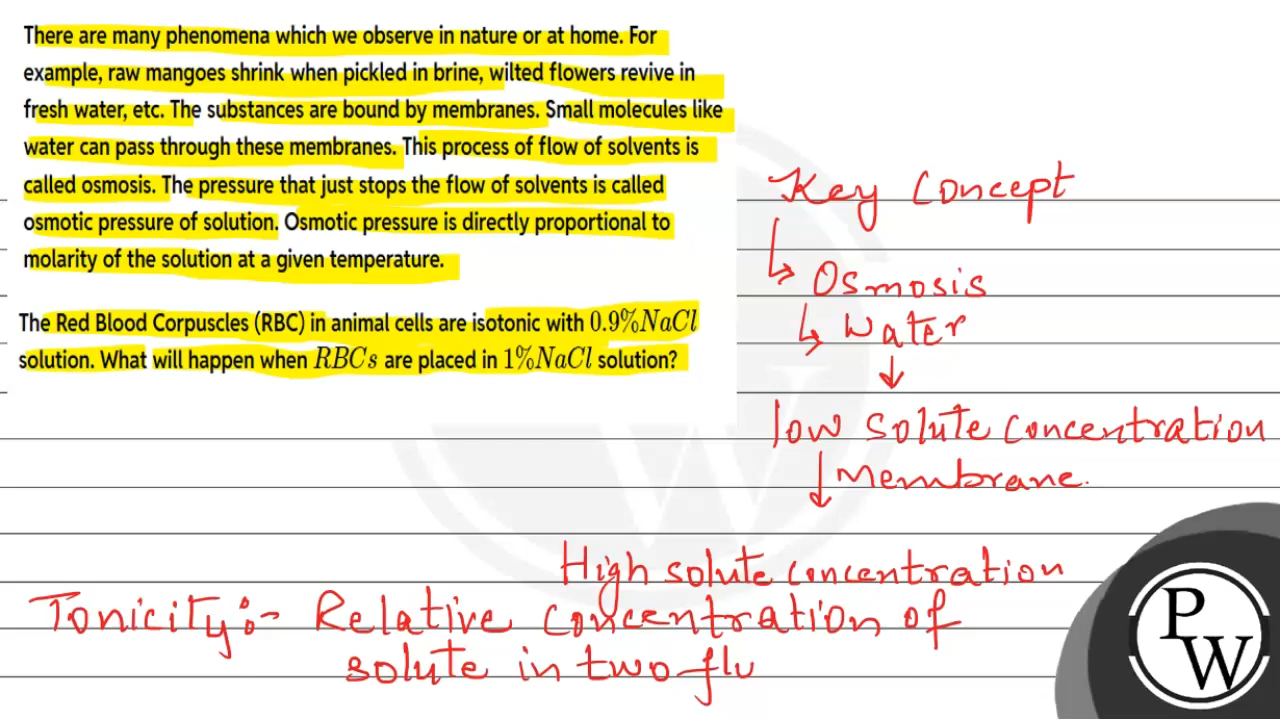 There are many phenomena which we observe in nature or at home. For
example, raw mangoes shrink when pickled in brine, wilted flowers revive in
fresh water, etc. The substances are bound by membranes. Small molecules like
water can pass through these membranes. This process of flow of solvents is
called osmosis. The pressure that just stops the flow of solvents is called
osmotic pressure of solution. Osmotic pressure is directly proportional to
molarity of the solution at a given temperature.
The Red Blood Corpuscles (RBC) in animal cells are isotonic with 0.9%NaCl
solution. What will happen when RBCs are placed in 1%NaCl solution?
Key Concept
↳ Osmosis
↳ Water
↓
low solute concentration
↓ Membrane.
High solute concentration
Tonicity:- Relative concentration of
solute in two flu
P
W